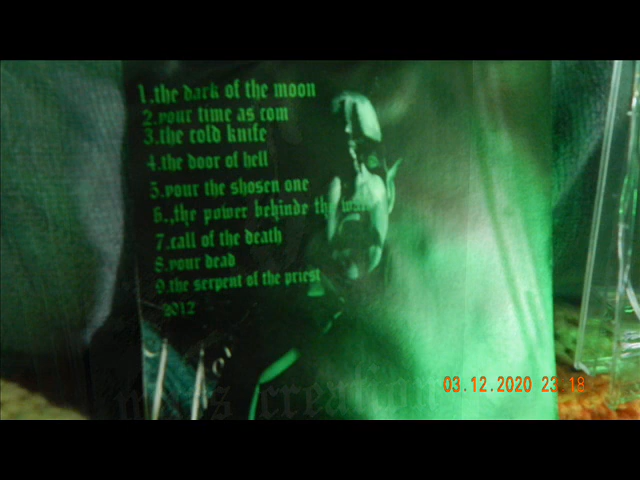 1.the dark of the moon
2.your time as com
3.the cold knife
4.the door of hell
5.your the shosen one
6.,the power behinde the wall
7.call of the death
8.your dead
9.the serpent of the priest
2012
creation
03.12.2020 23:18